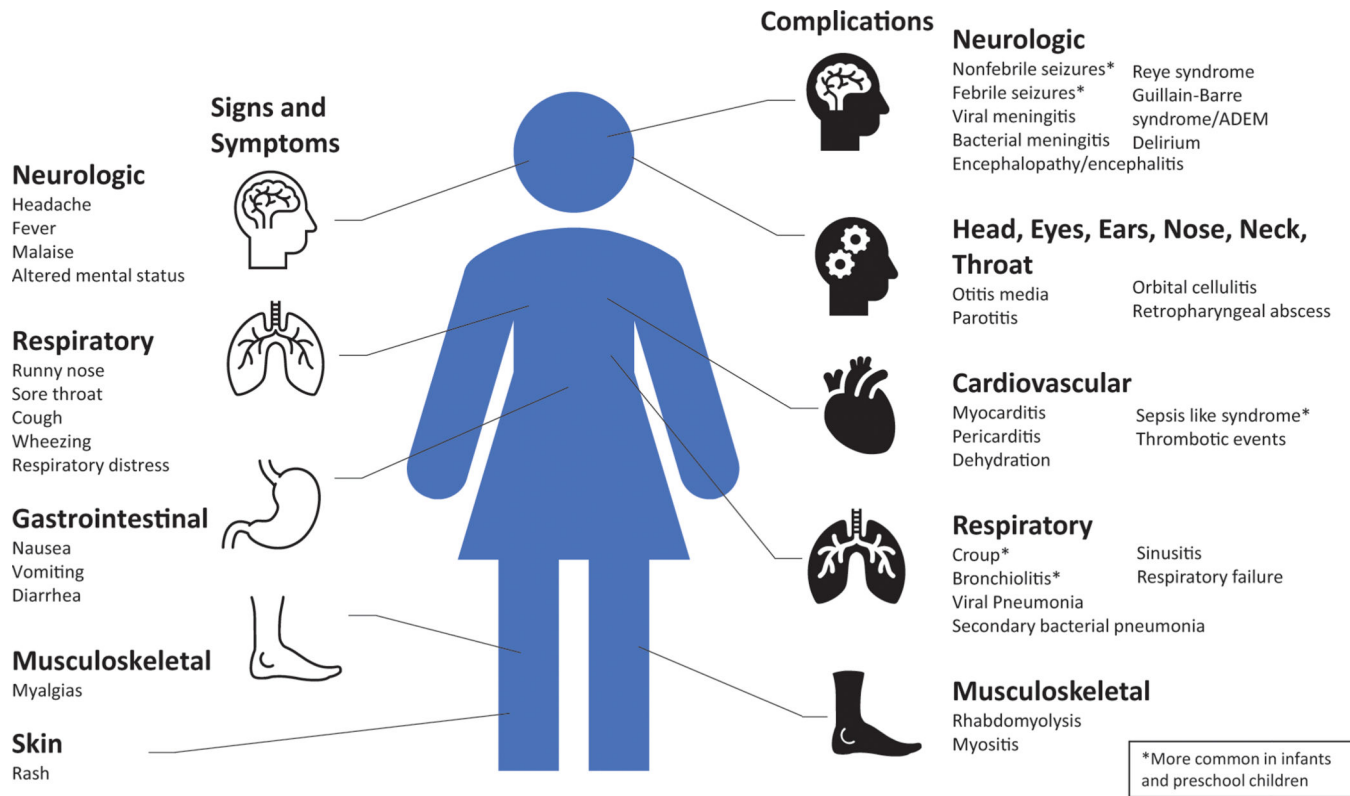 Signs and
Symptoms
Neurologic
Headache
Fever
Malaise
Altered mental status
Respiratory
Runny nose
Sore throat
Cough
Wheezing
Respiratory distress
Gastrointestinal
Nausea
Vomiting
Diarrhea
Musculoskeletal
Myalgias
Skin
Rash
Complications
Neurologic
Nonfebrile seizures*
Febrile seizures*
Viral meningitis
Bacterial meningitis
Encephalopathy/encephalitis
Reye syndrome
Guillain-Barre
syndrome/ADEM
Delirium
Head, Eyes, Ears, Nose, Neck,
Throat
Otitis media
Parotitis
Orbital cellulitis
Retropharyngeal abscess
Cardiovascular
Myocarditis
Pericarditis
Dehydration
Sepsis like syndrome*
Thrombotic events
Respiratory
Croup*
Bronchiolitis*
Viral Pneumonia
Secondary bacterial pneumonia
Sinusitis
Respiratory failure
Musculoskeletal
Rhabdomyolysis
Myositis
*More common in infants
and preschool children